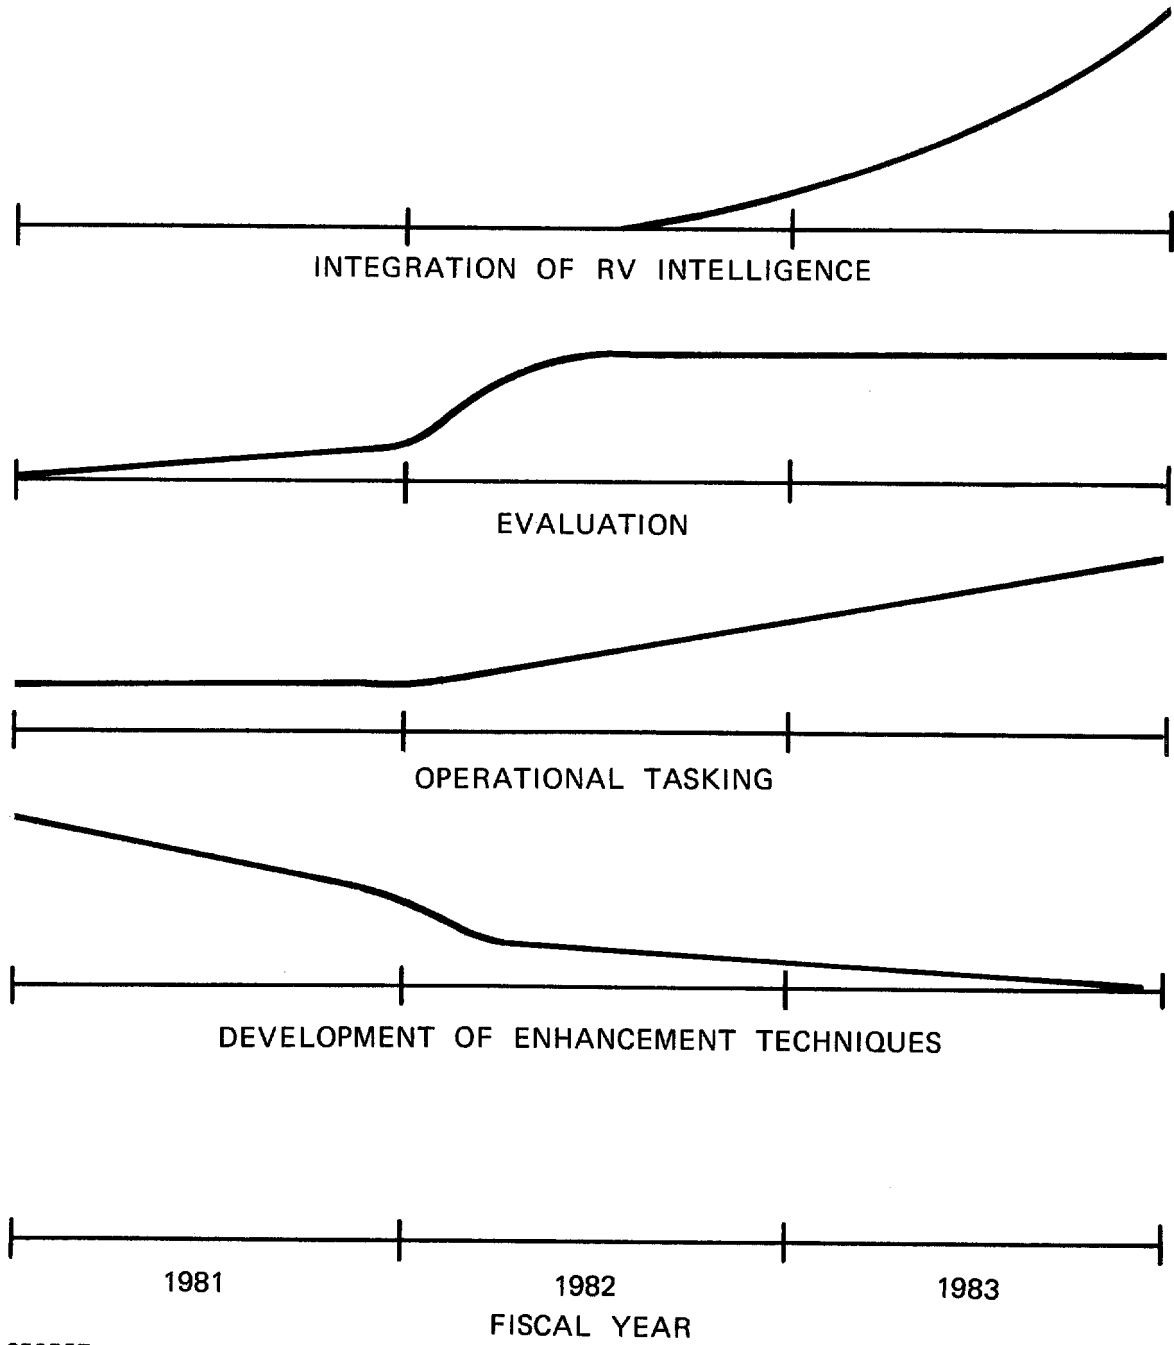 INTEGRATION OF RV INTELLIGENCE
EVALUATION
OPERATIONAL TASKING
DEVELOPMENT OF ENHANCEMENT TECHNIQUES
1981 1982 1983
FISCAL YEAR